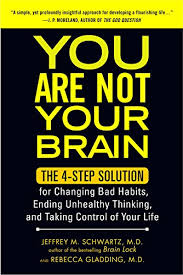 "A simple, yet profoundly insightful approach for developing a flourishing life...."
—J. P. MORELAND, AUTHOR OF THE GOD QUESTION
YOU
ARE NOT
YOUR
BRAIN
THE 4-STEP SOLUTION
for Changing Bad Habits,
Ending Unhealthy Thinking,
and Taking Control of Your Life
JEFFREY M. SCHWARTZ, M.D.
author of the bestselling Brain Lock
AND REBECCA GLADDING, M.D.